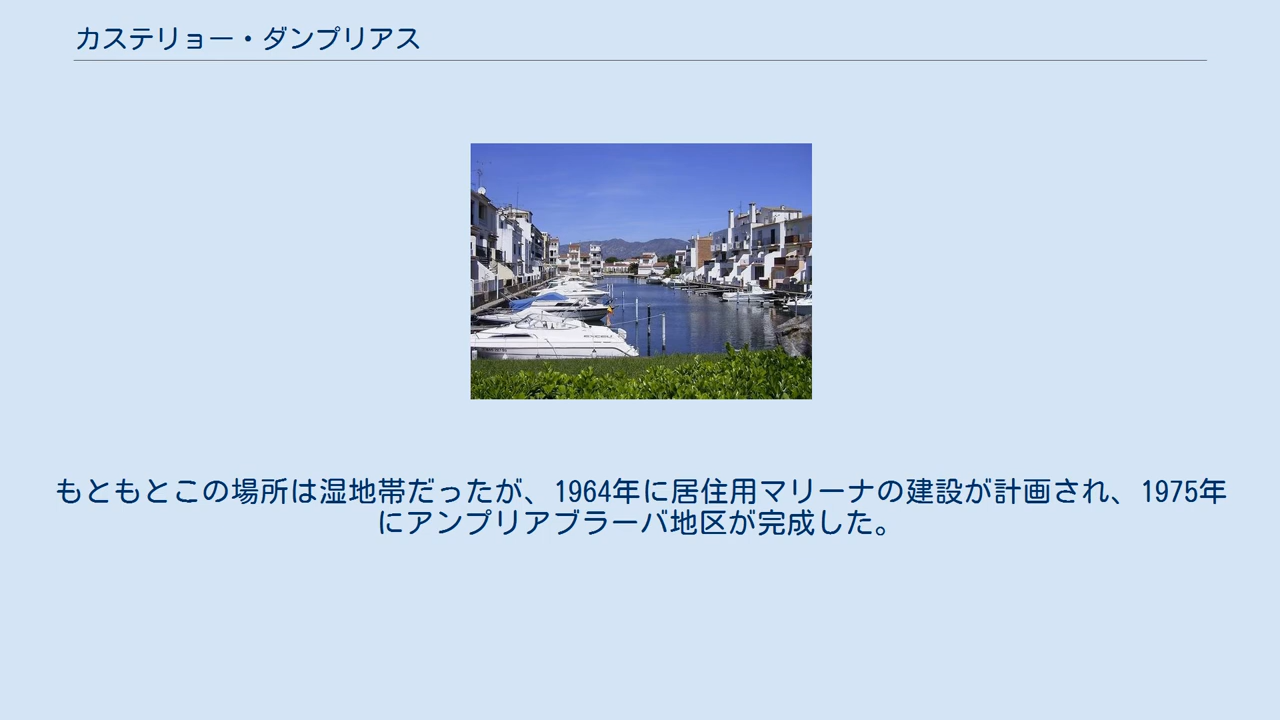 カステリョー・ダンプリアス
もともとこの場所は湿地帯だったが、1964年に居住用マリーナの建設が計画され、1975年
にアンプリアブラーバ地区が完成した。